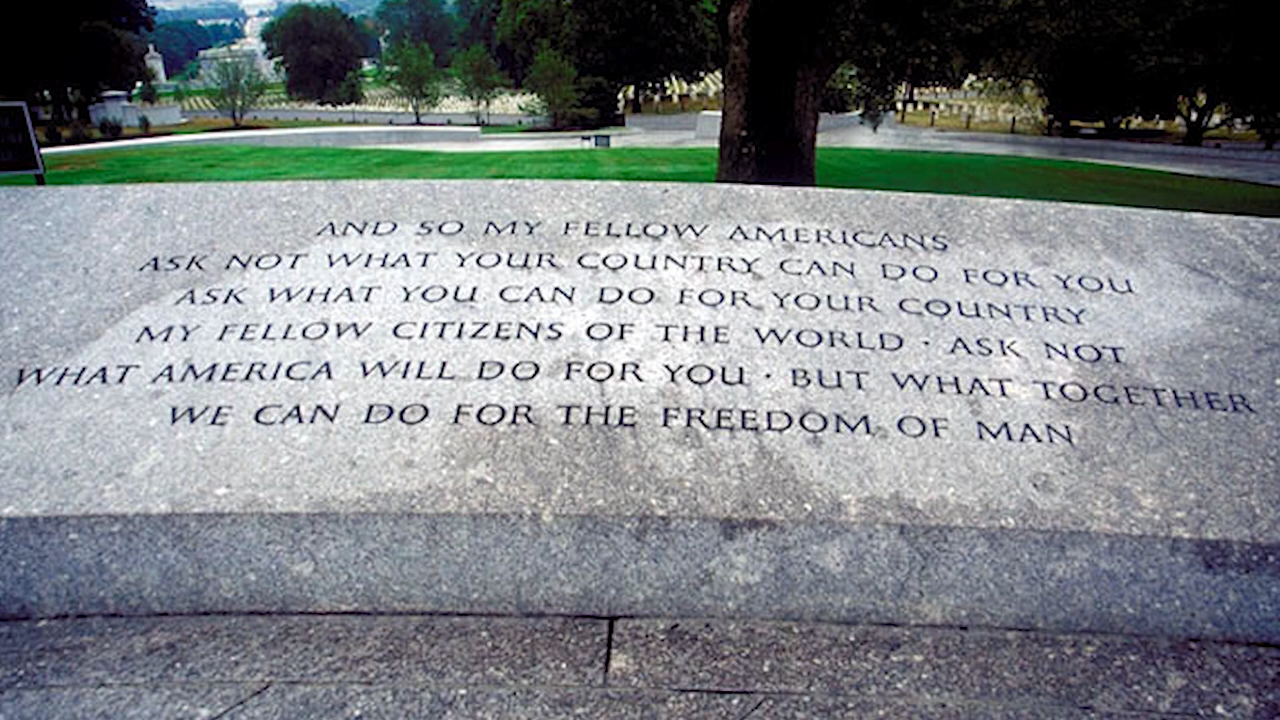 AND SO MY FELLOW AMERICANS
ASK NOT WHAT YOUR COUNTRY CAN DO FOR YOU
ASK WHAT YOU CAN DO FOR YOUR COUNTRY
MY FELLOW CITIZENS OF THE WORLD · ASK NOT
WHAT AMERICA WILL DO FOR YOU · BUT WHAT TOGETHER
WE CAN DO FOR THE FREEDOM OF MAN